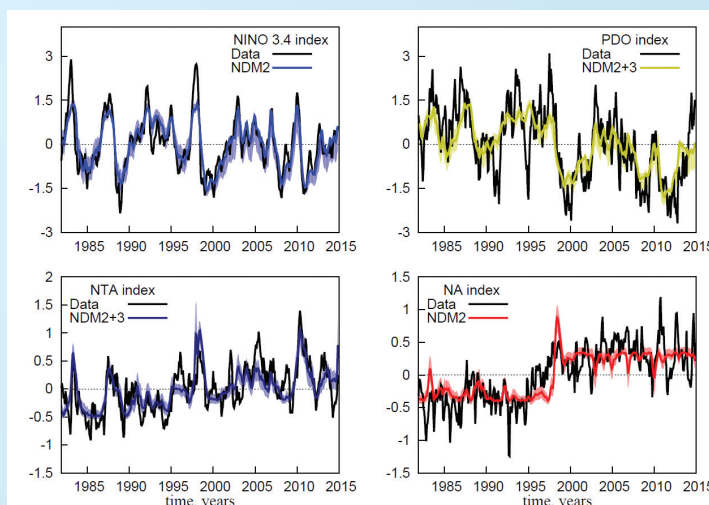 NINO 3.4 index
Data
NDM2
3
1.5
0
-1.5
-3
1985 1990 1995 2000 2005 2010 2015
PDO index
Data
NDM2+3
3
1.5
0
-1.5
-3
1985 1990 1995 2000 2005 2010 2015
NTA index
Data
NDM2+3
2
1.5
1
0.5
0
-0.5
-1
-1.5
1985 1990 1995 2000 2005 2010 2015
time, years
NA index
Data
NDM2
1.5
1
0.5
0
-0.5
-1
-1.5
1985 1990 1995 2000 2005 2010 2015
time, years